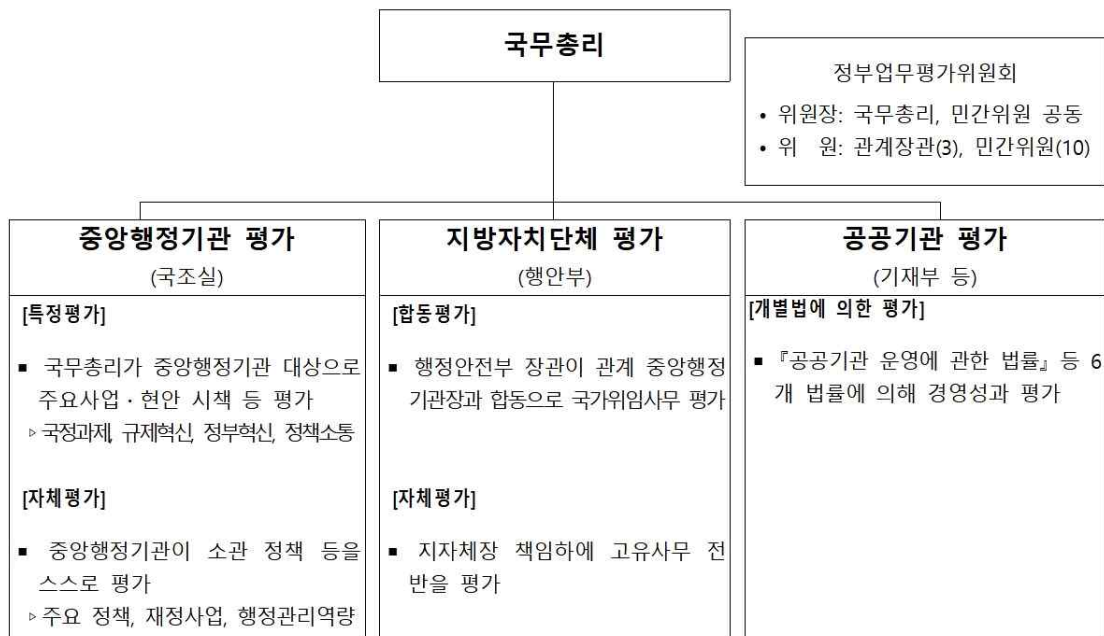 국무총리
정부업무평가위원회
• 위원장: 국무총리, 민간위원 공동
• 위 원: 관계장관(3), 민간위원(10)
중앙행정기관 평가
(국조실)
[특정평가]
■ 국무총리가 중앙행정기관 대상으로
주요사업·현안 시책 등 평가
▹국정과제, 규제혁신, 정부혁신, 정책소통
[자체평가]
■ 중앙행정기관이 소관 정책 등을
스스로 평가
▹주요 정책, 재정사업, 행정관리역량
지방자치단체 평가
(행안부)
[합동평가]
■ 행정안전부 장관이 관계 중앙행정
기관장과 합동으로 국가위임사무 평가
[자체평가]
■ 지자체장 책임하에 고유사무 전
반을 평가
공공기관 평가
(기재부 등)
[개별법에 의한 평가]
■ 『공공기관 운영에 관한 법률』등 6
개 법률에 의해 경영성과 평가